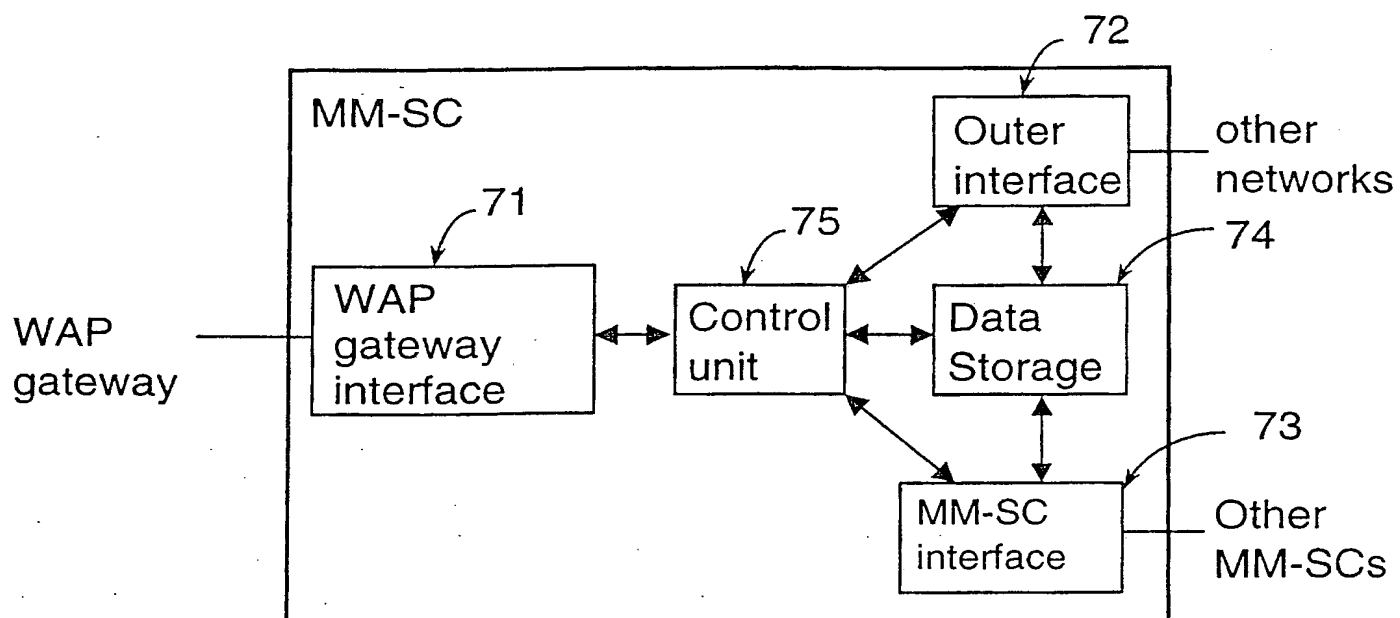 72
MM-SC
Outer
interface
other
networks
71
75
74
WAP
gateway
interface
Control
unit
Data
Storage
WAP
gateway
73
MM-SC
interface
Other
MM-SCs